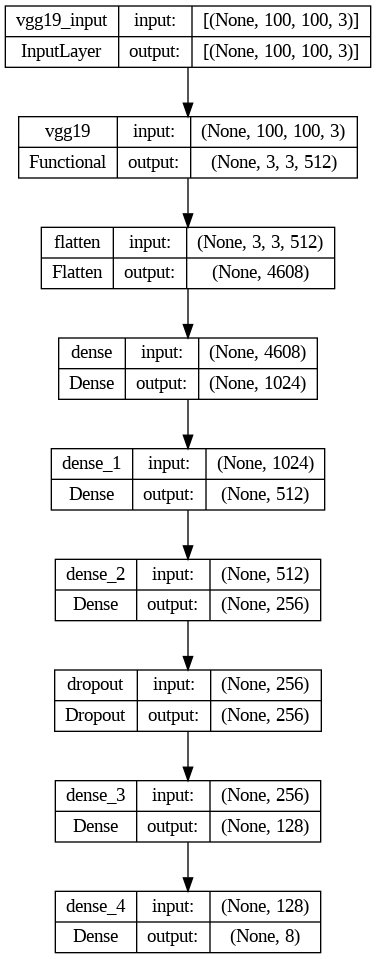 vgg19_input input: [(None, 100, 100, 3)]
InputLayer output: [(None, 100, 100, 3)]
vgg19 input: (None, 100, 100, 3)
Functional output: (None, 3, 3, 512)
flatten input: (None, 3, 3, 512)
Flatten output: (None, 4608)
dense input: (None, 4608)
Dense output: (None, 1024)
dense_1 input: (None, 1024)
Dense output: (None, 512)
dense_2 input: (None, 512)
Dense output: (None, 256)
dropout input: (None, 256)
Dropout output: (None, 256)
dense_3 input: (None, 256)
Dense output: (None, 128)
dense_4 input: (None, 128)
Dense output: (None, 8)